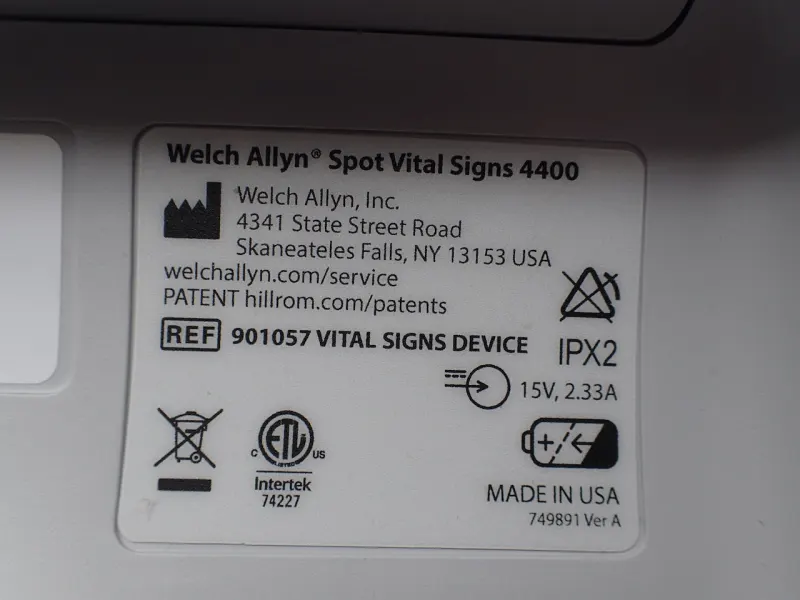 Welch Allyn® Spot Vital Signs 4400
Welch Allyn, Inc.
4341 State Street Road
Skaneateles Falls, NY 13153 USA
welchallyn.com/service
PATENT hillrom.com/patents
REF 901057 VITAL SIGNS DEVICE
IPX2
15V, 2.33A
C ETL US
Intertek
74227
MADE IN USA
749891 Ver A